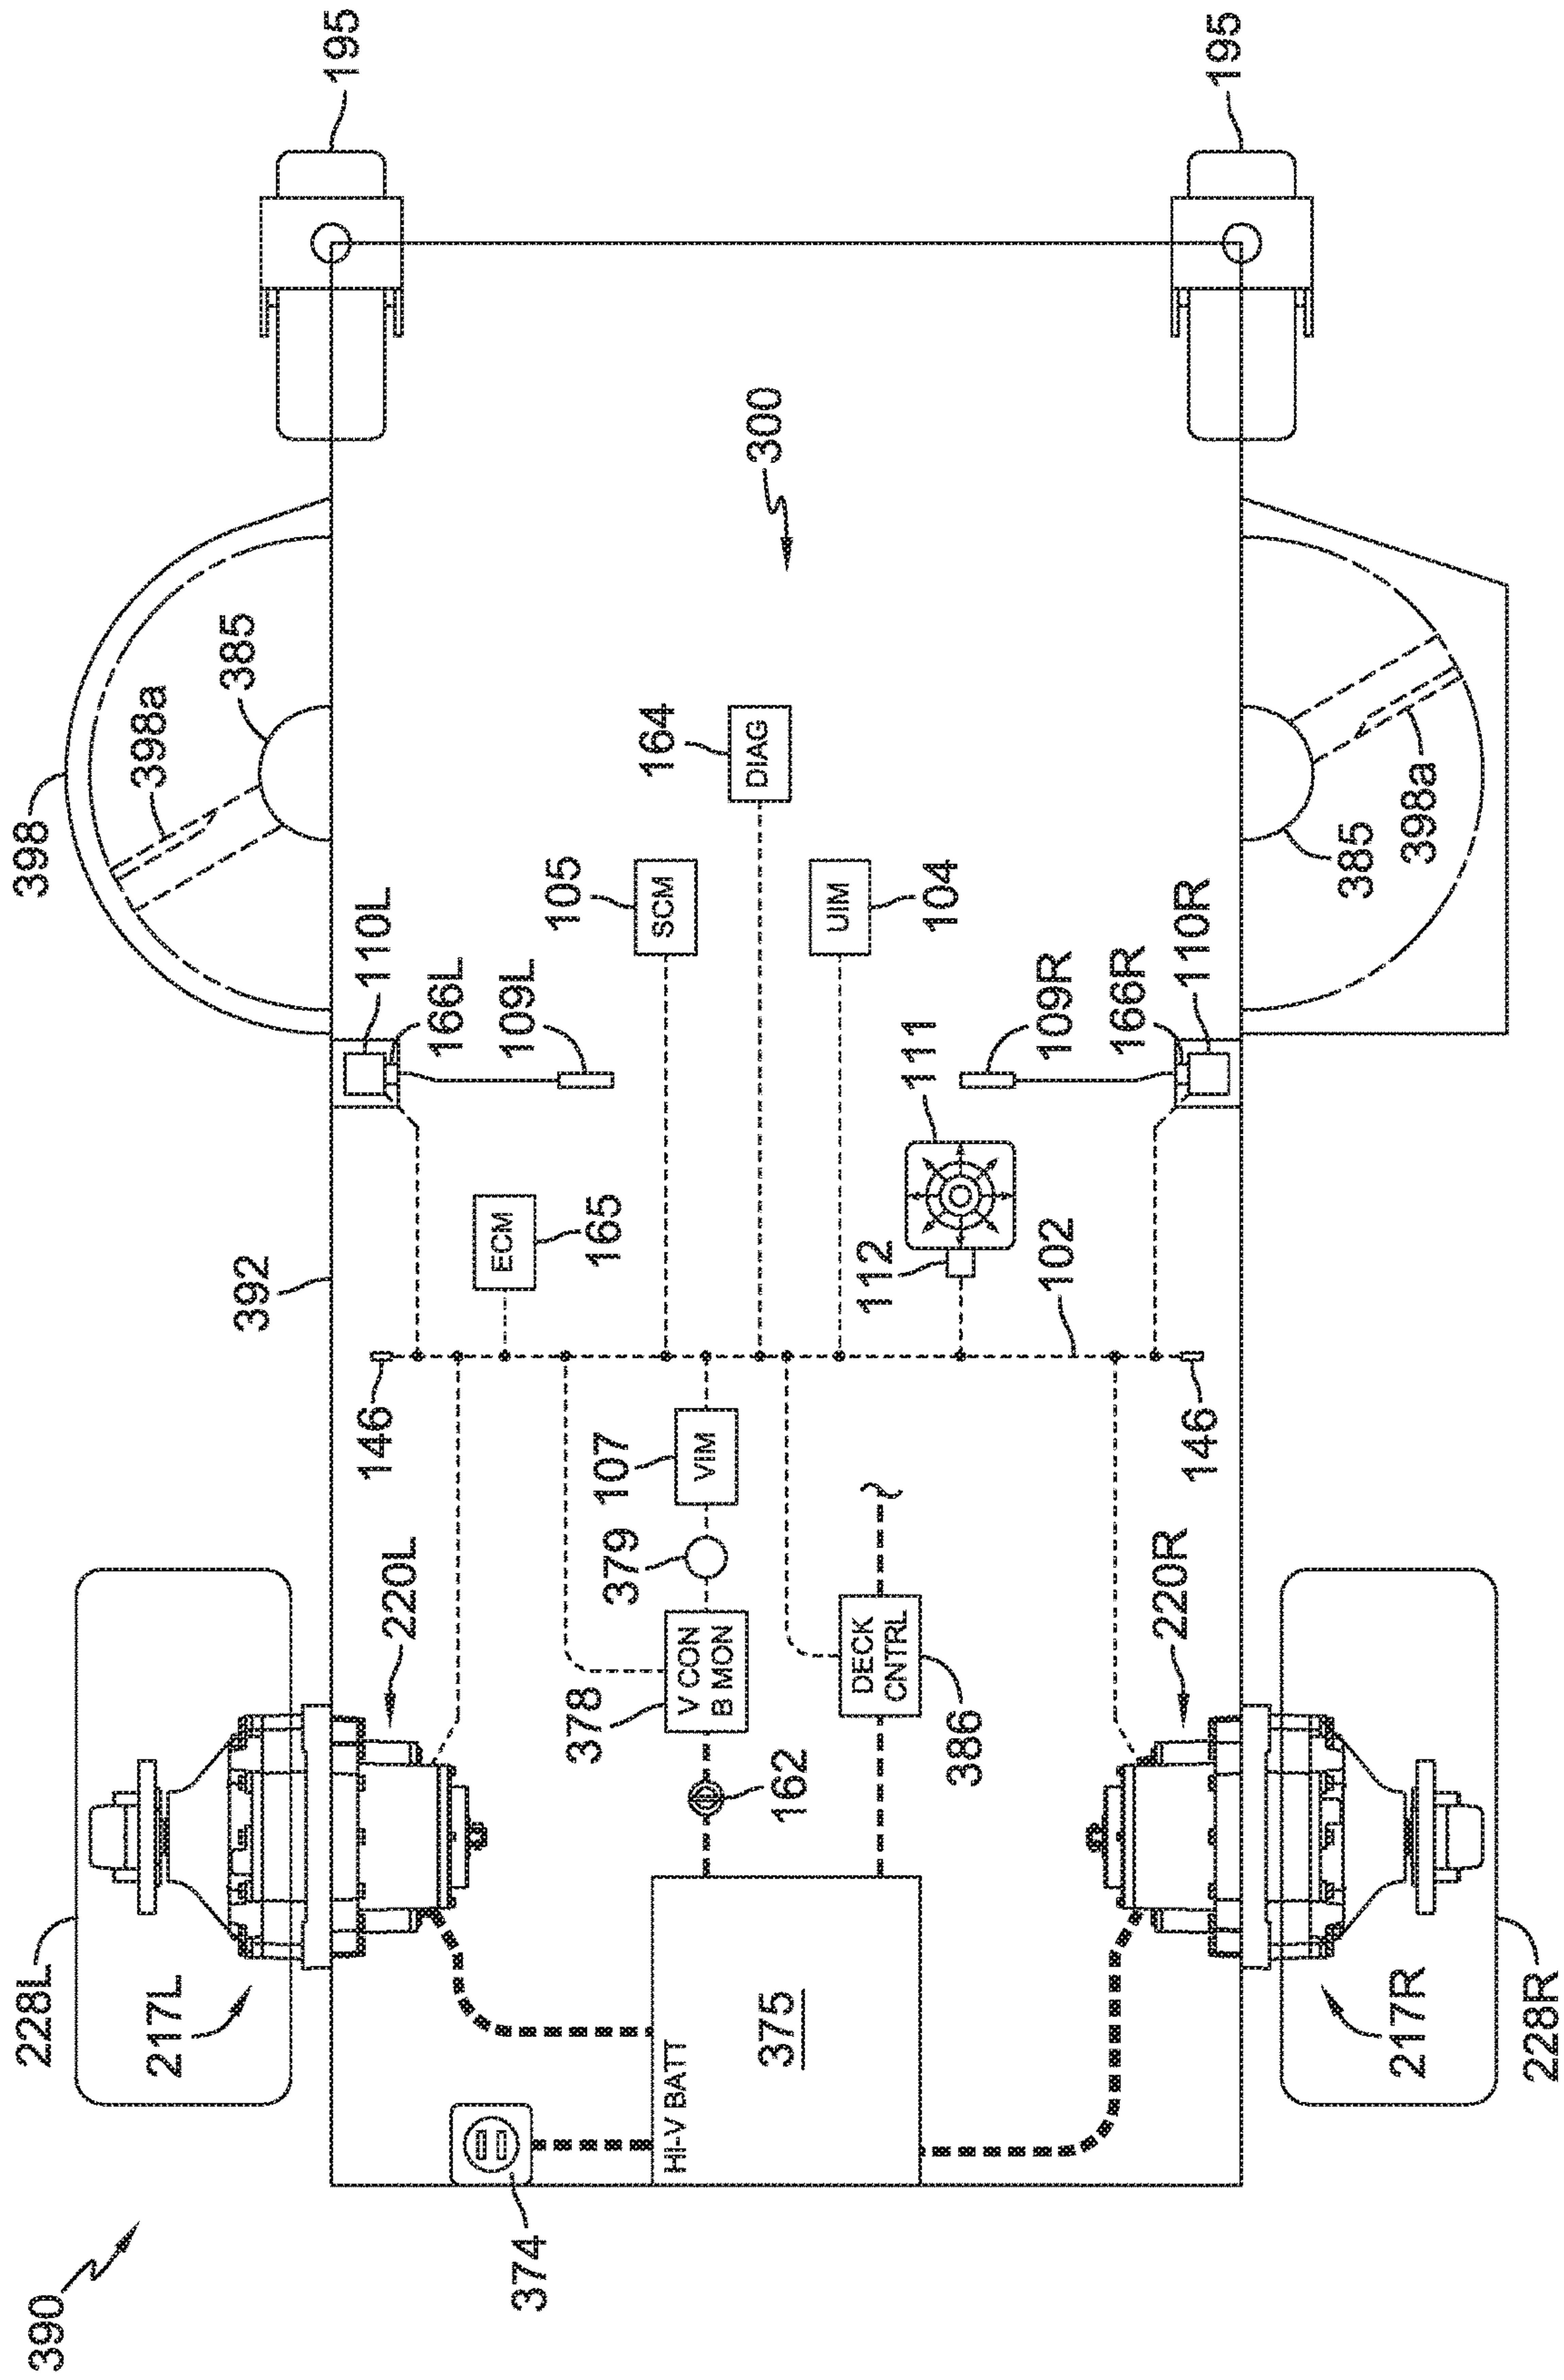 390
374
HI-V BATT
375
228L
217L
220L
228R
217R
220R
162
378
V CON
B MON
379
107
VIM
386
DECK
CNTRL
146
146
102
392
ECM
165
112
111
110L
166L
109L
109R
166R
110R
105
SCM
UIM
104
164
DIAG
300
398
398a
385
385
398a
195
195